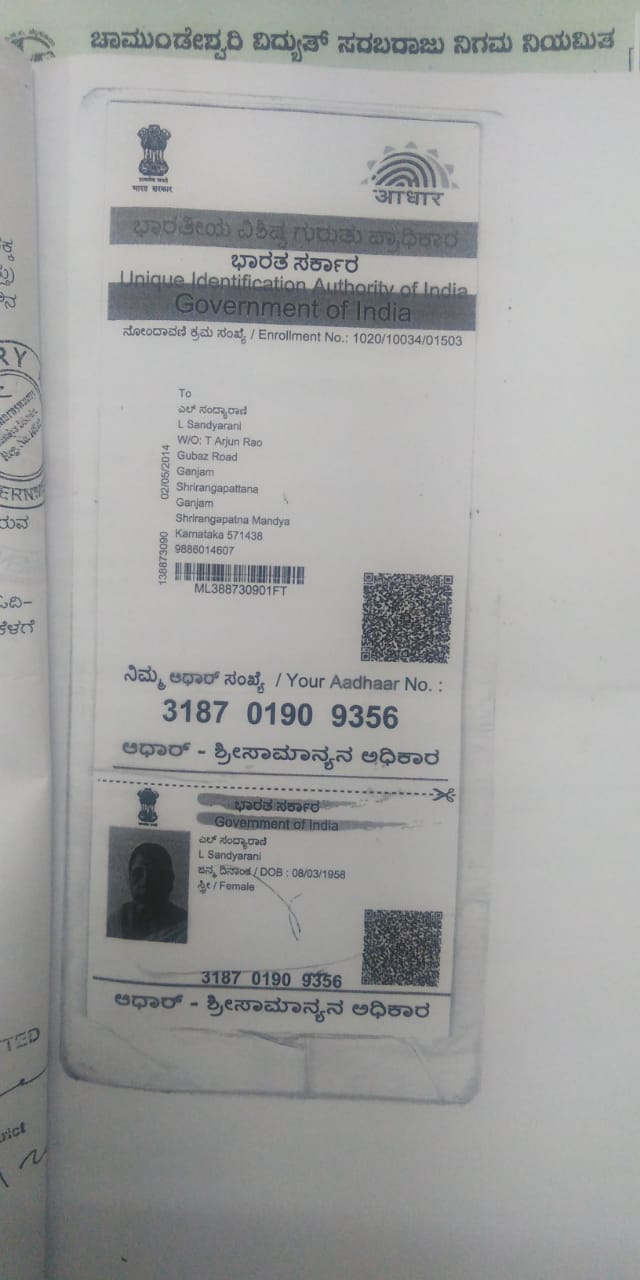 ಚಾಮುಂಡೇಶ್ವರಿ ವಿದ್ಯುತ್ ಸರಬರಾಜು ನಿಗಮ ನಿಯಮಿತ
भारत सरकार
आधार
ಭಾರತೀಯ ವಿಶಿಷ್ಟ ಗುರುತು ಪ್ರಾಧಿಕಾರ
ಭಾರತ ಸರ್ಕಾರ
Unique Identification Authority of India
Government of India
ನೋಂದಾವಣಿ ಕ್ರಮ ಸಂಖ್ಯೆ / Enrollment No.: 1020/10034/01503
To
ಎಲ್ ಸಂಧ್ಯಾರಾಣಿ
L Sandyarani
W/O: T Arjun Rao
Gubaz Road
Ganjam
Shrirangapattana
Ganjam
Shrirangapatna Mandya
Karnataka 571438
9886014607
02/05/2014
138873090
ML388730901FT
ನಿಮ್ಮ ಆಧಾರ್ ಸಂಖ್ಯೆ / Your Aadhaar No. :
3187 0190 9356
ಆಧಾರ್ - ಶ್ರೀಸಾಮಾನ್ಯನ ಅಧಿಕಾರ
ಭಾರತ ಸರ್ಕಾರ
Government of India
ಎಲ್ ಸಂಧ್ಯಾರಾಣಿ
L Sandyarani
ಜನ್ಮ ದಿನಾಂಕ / DOB : 08/03/1958
ಸ್ತ್ರೀ / Female
3187 0190 9356
ಆಧಾರ್ - ಶ್ರೀಸಾಮಾನ್ಯನ ಅಧಿಕಾರ